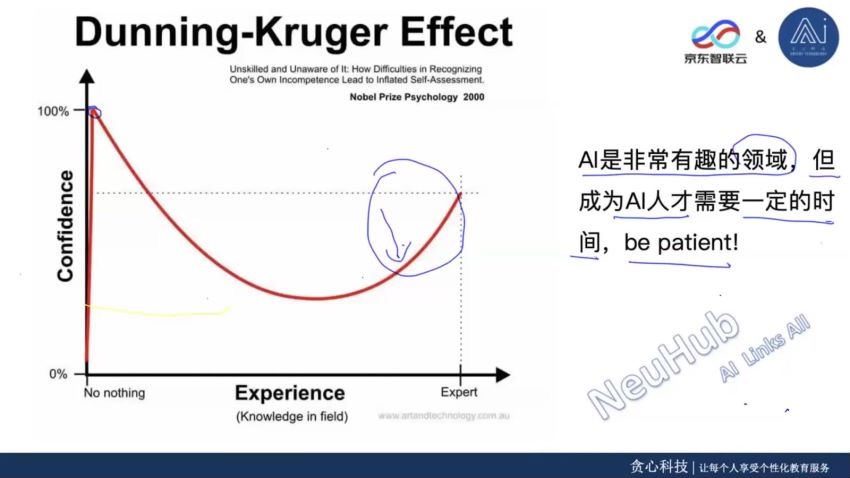 Dunning-Kruger Effect
Unskilled and Unaware of It: How Difficulties in Recognizing
One's Own Incompetence Lead to Inflated Self-Assessment.
Nobel Prize Psychology 2000
京东智联云
&
Ai
100%
Confidence
0%
No nothing
Experience
(Knowledge in field)
Expert
www.artandtechnology.com.au
AI是非常有趣的领域，但
成为AI人才需要一定的时
间，be patient!
NeuHub
AI Links All
贪心科技 | 让每个人享受个性化教育服务